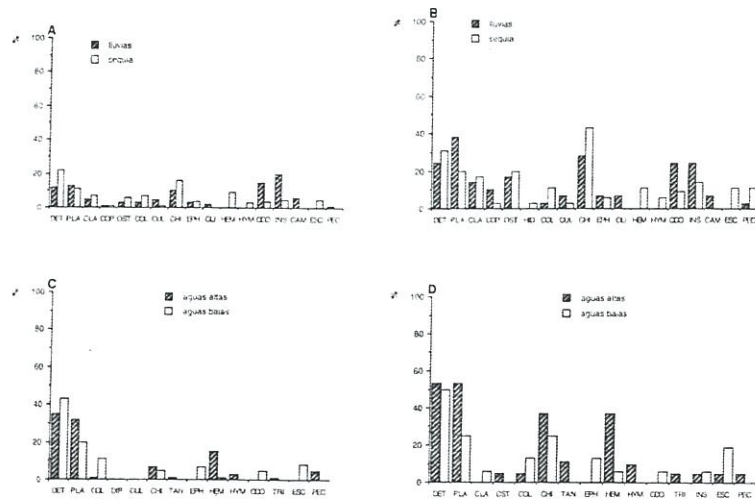 A
%
100
80
60
40
20
0
lluvias
sequia
DET PLA CLA COP OST COL CUL CHI EPH OLI HEM HYM ODO INS CAM ESC PEC
B
%
100
80
60
40
20
0
lluvias
sequia
DET PLA CLA COP OST HID COL CUL CHI EPH OLI HEM HYM ODO INS CAM ESC PEC
C
%
100
80
60
40
20
0
aguas altas
aguas bajas
DET PLA COL DIP CUL CHI TAN EPH HEM HYM ODO TRI ESC PEC
D
%
100
80
60
40
20
0
aguas altas
aguas bajas
DET PLA CLA OST COL CHI TAN EPH HEM HYM ODO TRI INS ESC PEC